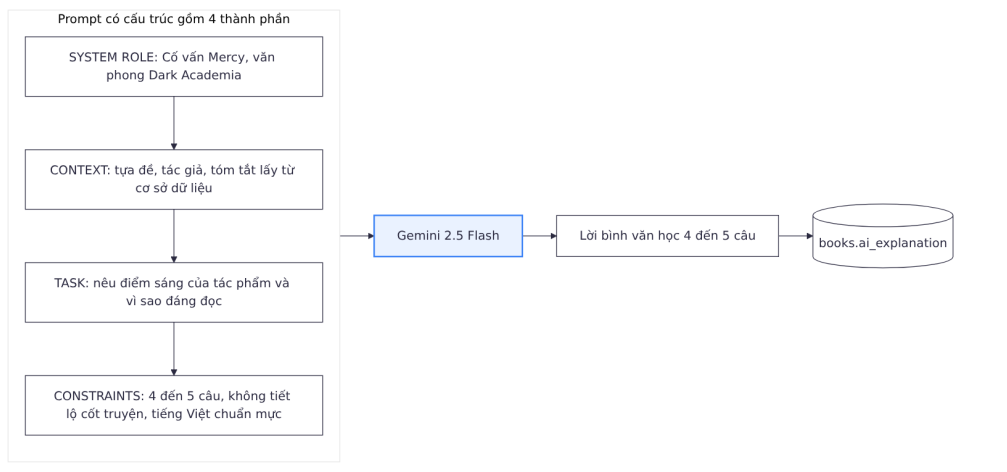 Prompt có cấu trúc gồm 4 thành phần
SYSTEM ROLE: Cố vấn Mercy, văn
phong Dark Academia
CONTEXT: tựa đề, tác giả, tóm tắt lấy từ
cơ sở dữ liệu
TASK: nêu điểm sáng của tác phẩm và
vì sao đáng đọc
CONSTRAINTS: 4 đến 5 câu, không tiết
lộ cốt truyện, tiếng Việt chuẩn mực
Gemini 2.5 Flash
Lời bình văn học 4 đến 5 câu
books.ai_explanation